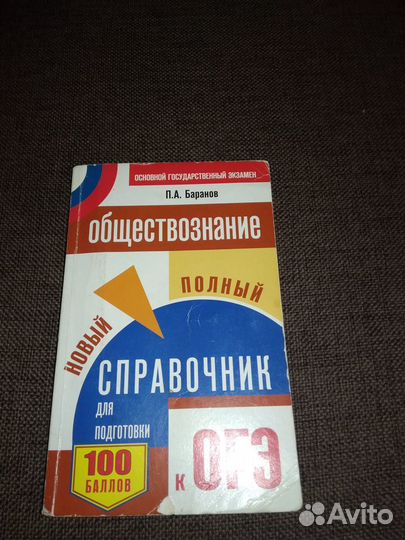 ОСНОВНОЙ ГОСУДАРСТВЕННЫЙ ЭКЗАМЕН
П.А. Баранов
ОБЩЕСТВОЗНАНИЕ
НОВЫЙ
ПОЛНЫЙ
СПРАВОЧНИК
ДЛЯ
ПОДГОТОВКИ
100
БАЛЛОВ
К ОГЭ
Avito